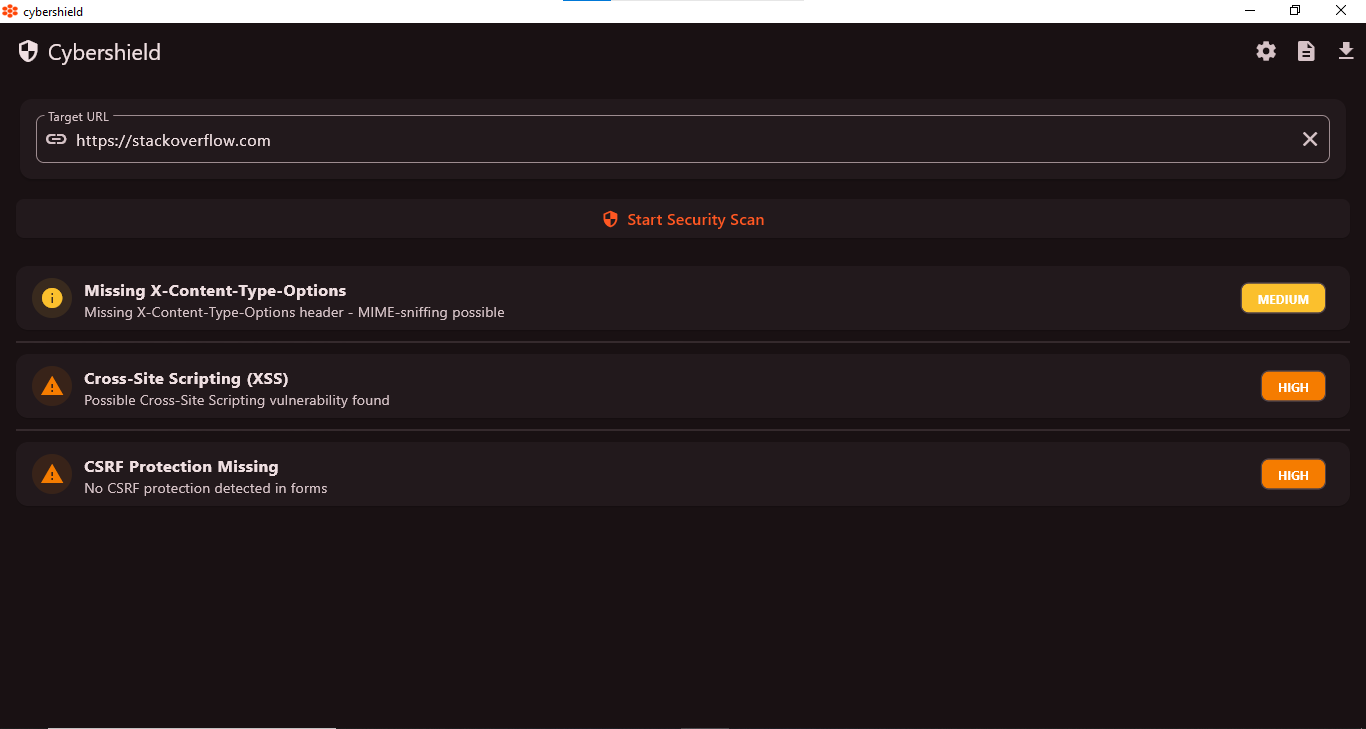 cybershield
Cybershield
Target URL
https://stackoverflow.com
Start Security Scan
Missing X-Content-Type-Options
Missing X-Content-Type-Options header - MIME-sniffing possible
MEDIUM
Cross-Site Scripting (XSS)
Possible Cross-Site Scripting vulnerability found
HIGH
CSRF Protection Missing
No CSRF protection detected in forms
HIGH